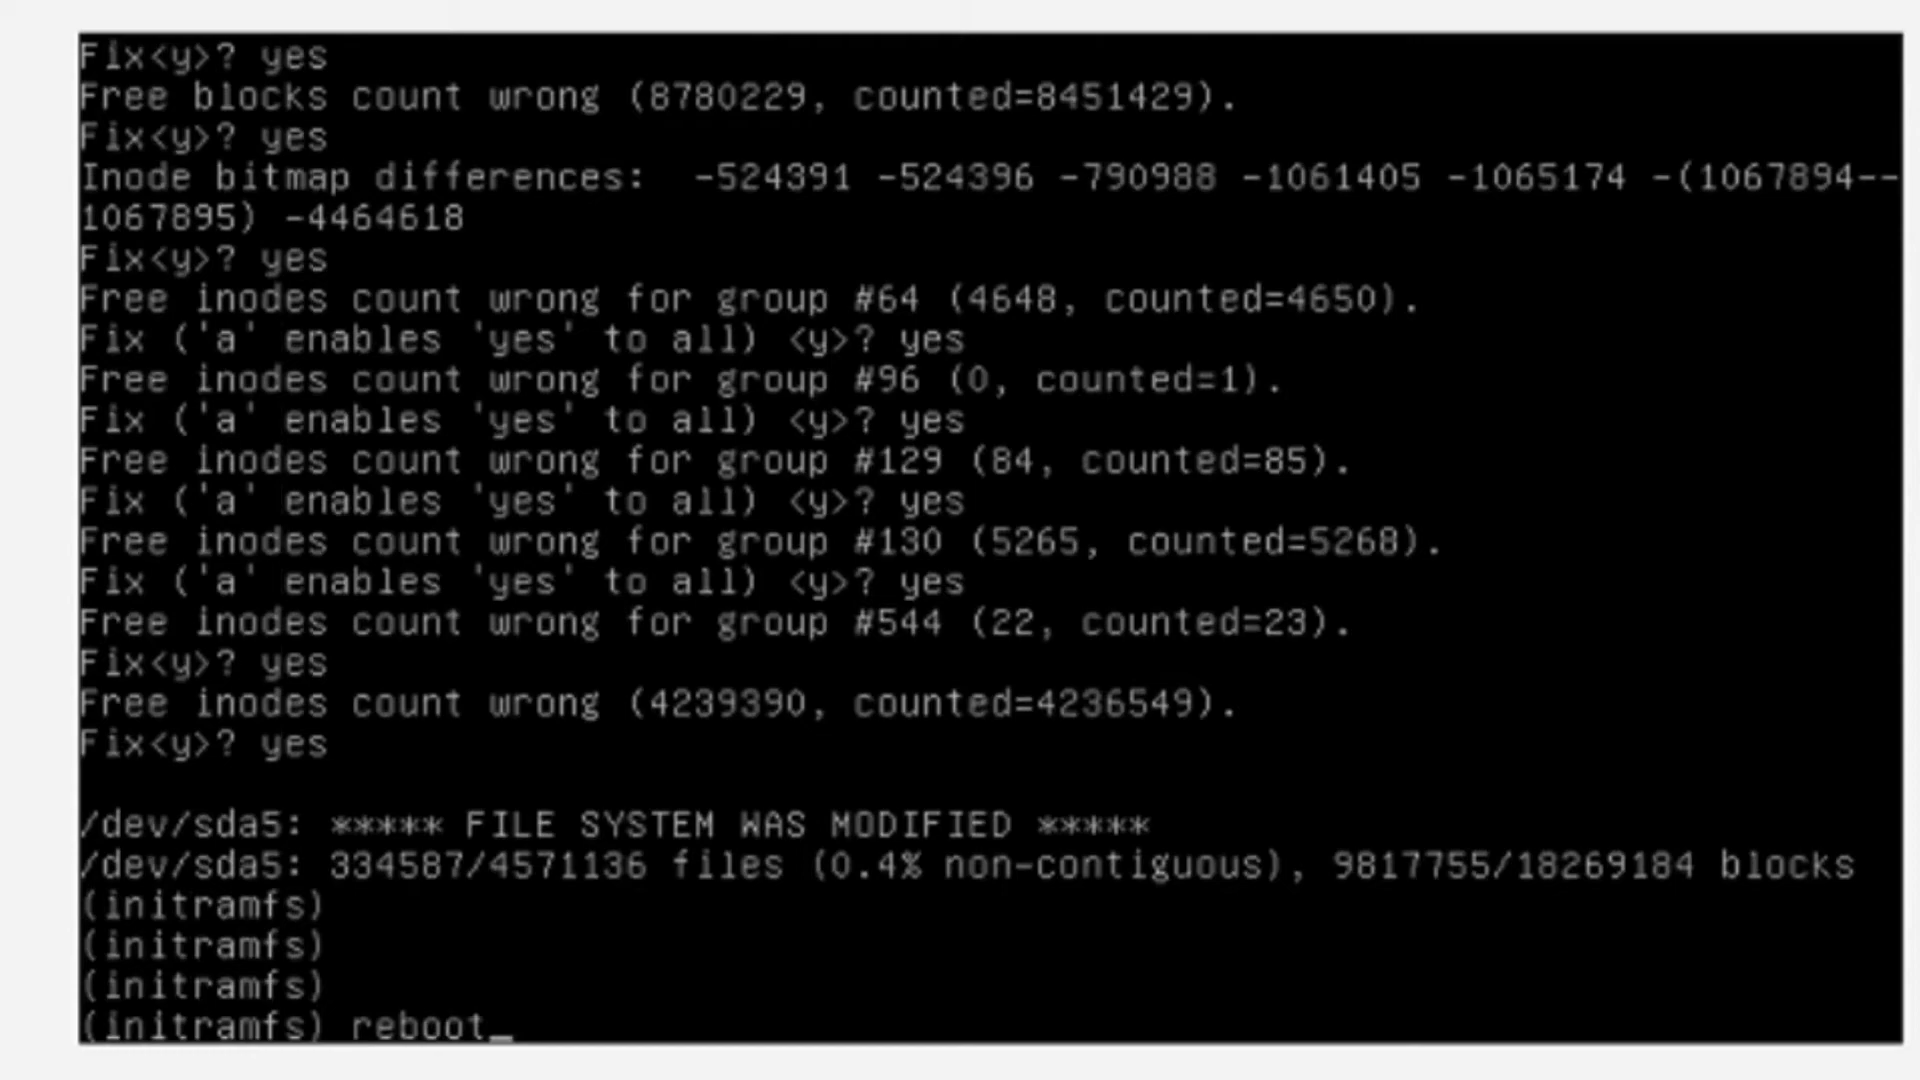 Fix<y>? yes
Free blocks count wrong (8780229, counted=8451429).
Fix<y>? yes
Inode bitmap differences:  -524391 -524396 -790988 -1061405 -1065174 -(1067894--
1067895) -4464618
Fix<y>? yes
Free inodes count wrong for group #64 (4648, counted=4650).
Fix ('a' enables 'yes' to all) <y>? yes
Free inodes count wrong for group #96 (0, counted=1).
Fix ('a' enables 'yes' to all) <y>? yes
Free inodes count wrong for group #129 (84, counted=85).
Fix ('a' enables 'yes' to all) <y>? yes
Free inodes count wrong for group #130 (5265, counted=5268).
Fix ('a' enables 'yes' to all) <y>? yes
Free inodes count wrong for group #544 (22, counted=23).
Fix<y>? yes
Free inodes count wrong (4239390, counted=4236549).
Fix<y>? yes
/dev/sda5: ***** FILE SYSTEM WAS MODIFIED *****
/dev/sda5: 334587/4571136 files (0.4% non-contiguous), 9817755/18269184 blocks
(initramfs)
(initramfs)
(initramfs)
(initramfs) reboot_